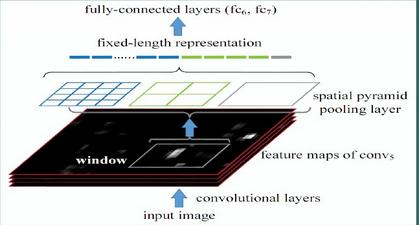 fully-connected layers (fc₆, fc₇)
fixed-length representation
spatial pyramid
pooling layer
window
feature maps of conv₅
convolutional layers
input image